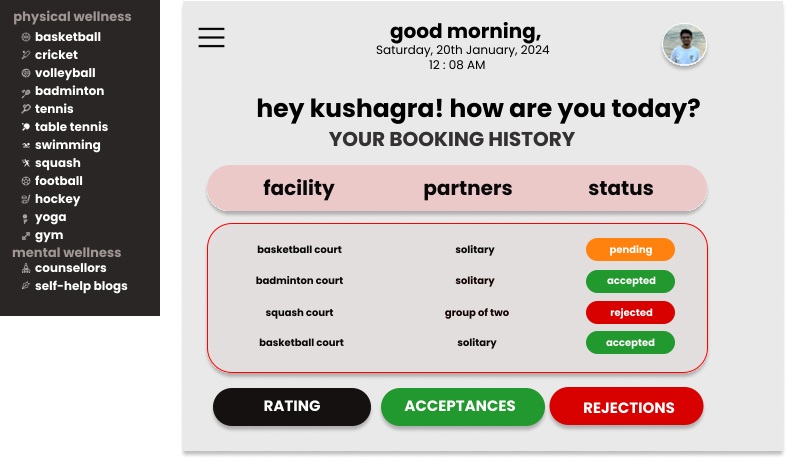 physical wellness
basketball
cricket
volleyball
badminton
tennis
table tennis
swimming
squash
football
hockey
yoga
gym
mental wellness
counsellors
self-help blogs
good morning,
Saturday, 20th January, 2024
12 : 08 AM
hey kushagra! how are you today?
YOUR BOOKING HISTORY
facility partners status
basketball court solitary pending
badminton court solitary accepted
squash court group of two rejected
basketball court solitary accepted
RATING ACCEPTANCES REJECTIONS